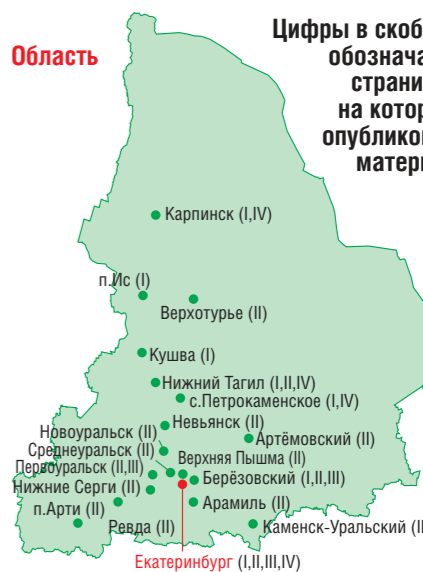 Область
Цифры в
обознача
страни
на котор
опубликов
матер
Карпинск (I,IV)
п.Ис (I)
Верхотурье (II)
Кушва (I)
Нижний Тагил (I,II,IV)
с.Петрокаменское (I,IV)
Невьянск (II)
Новоуральск (II)
Артёмовский (II)
Среднеуральск (II)
Верхняя Пышма (II)
Первоуральск (II,III)
Берёзовский (I,II,III)
Нижние Серги (II)
п.Арти (II)
Арамиль (II)
Ревда (II)
Каменск-Уральский (II
Екатеринбург (I,II,III,IV)